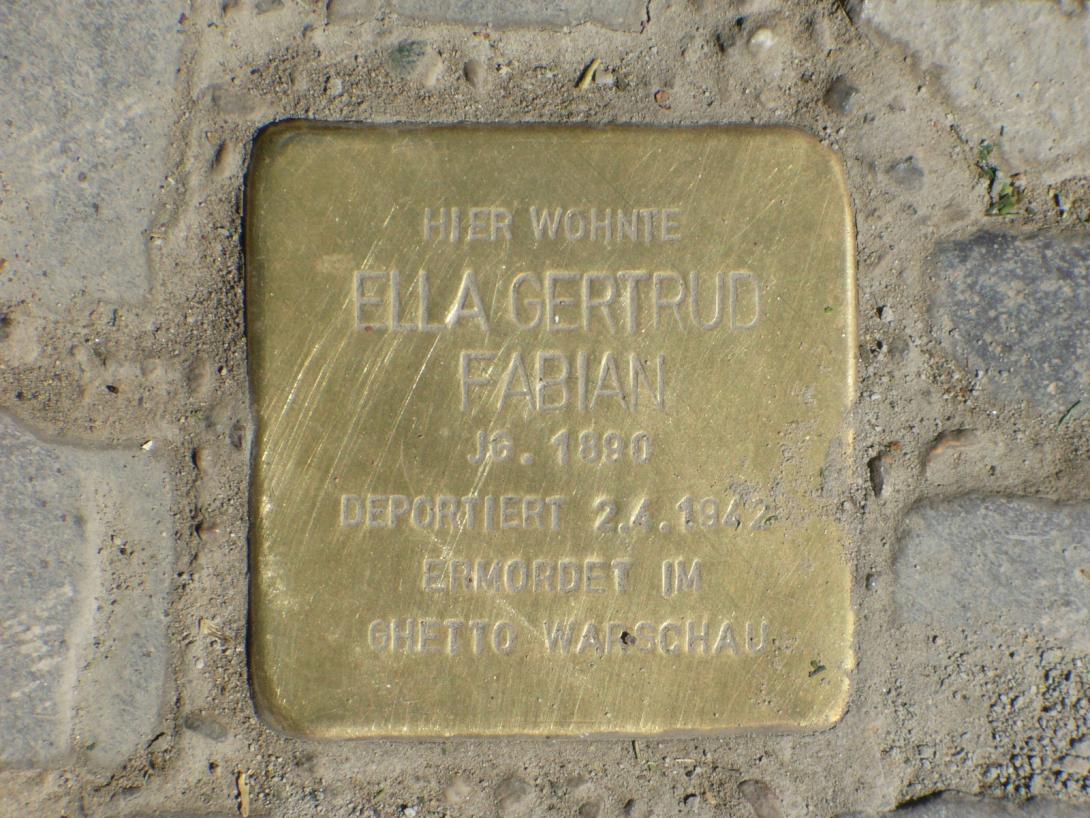 HIER WOHNTE
ELLA GERTRUD
FABIAN
JG. 1890
DEPORTIERT 2.4.1942
ERMORDET IM
GHETTO WARSCHAU